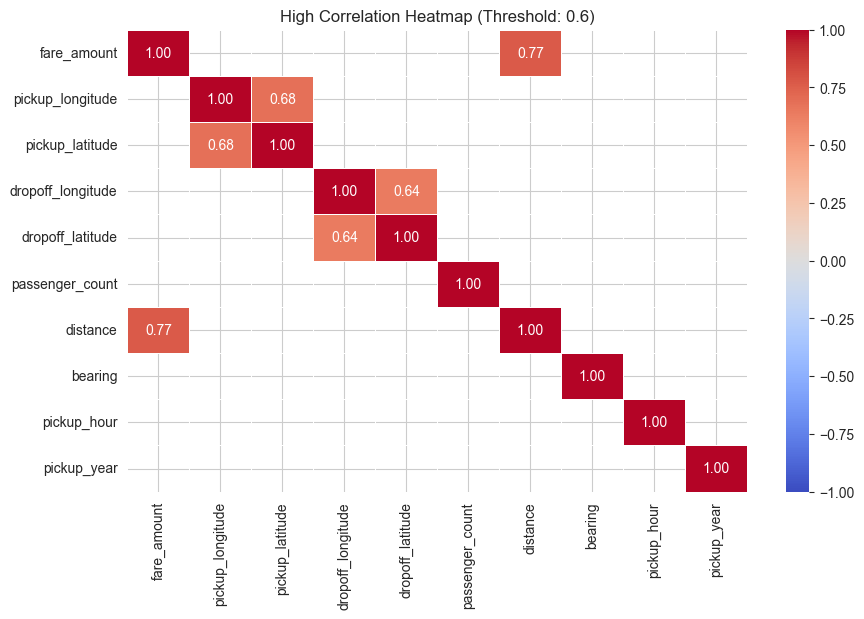 High Correlation Heatmap (Threshold: 0.6)
fare_amount 1.00 0.77
pickup_longitude 1.00 0.68
pickup_latitude 0.68 1.00
dropoff_longitude 1.00 0.64
dropoff_latitude 0.64 1.00
passenger_count 1.00
distance 0.77 1.00
bearing 1.00
pickup_hour 1.00
pickup_year 1.00
fare_amount
pickup_longitude
pickup_latitude
dropoff_longitude
dropoff_latitude
passenger_count
distance
bearing
pickup_hour
pickup_year
1.00
0.75
0.50
0.25
0.00
−0.25
−0.50
−0.75
−1.00